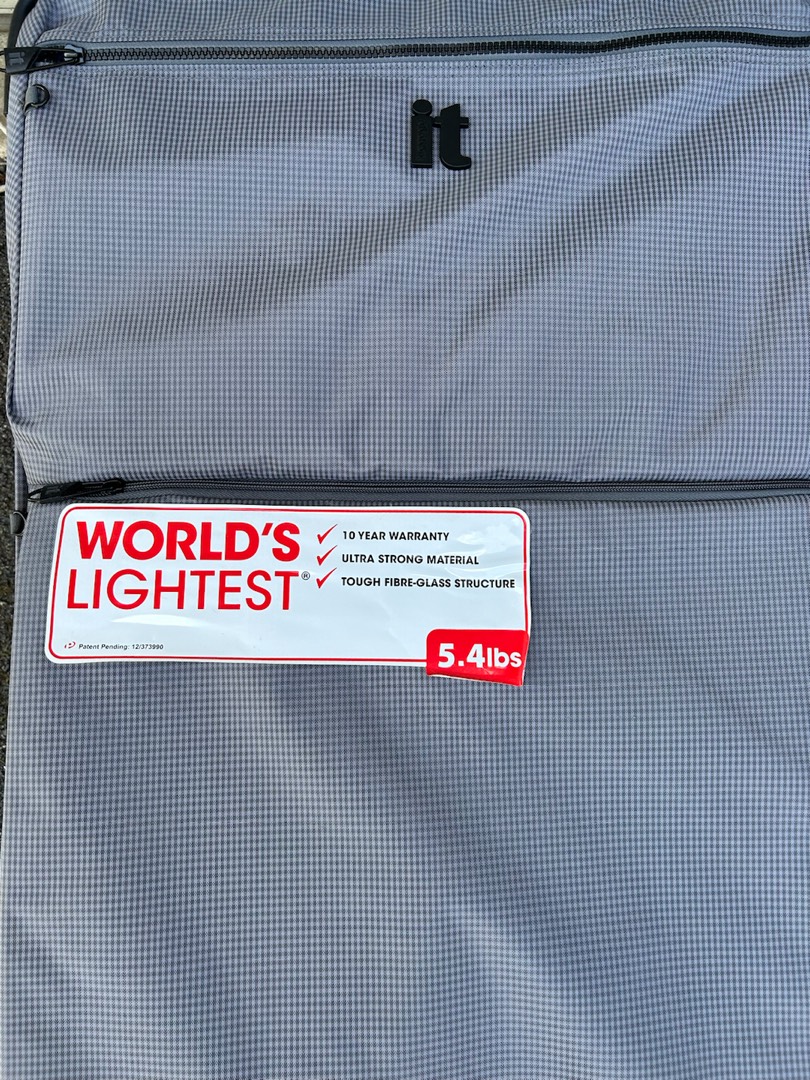 it
WORLD'S
LIGHTEST®
10 YEAR WARRANTY
ULTRA STRONG MATERIAL
TOUGH FIBRE-GLASS STRUCTURE
Patent Pending: 12/373990
5.4lbs